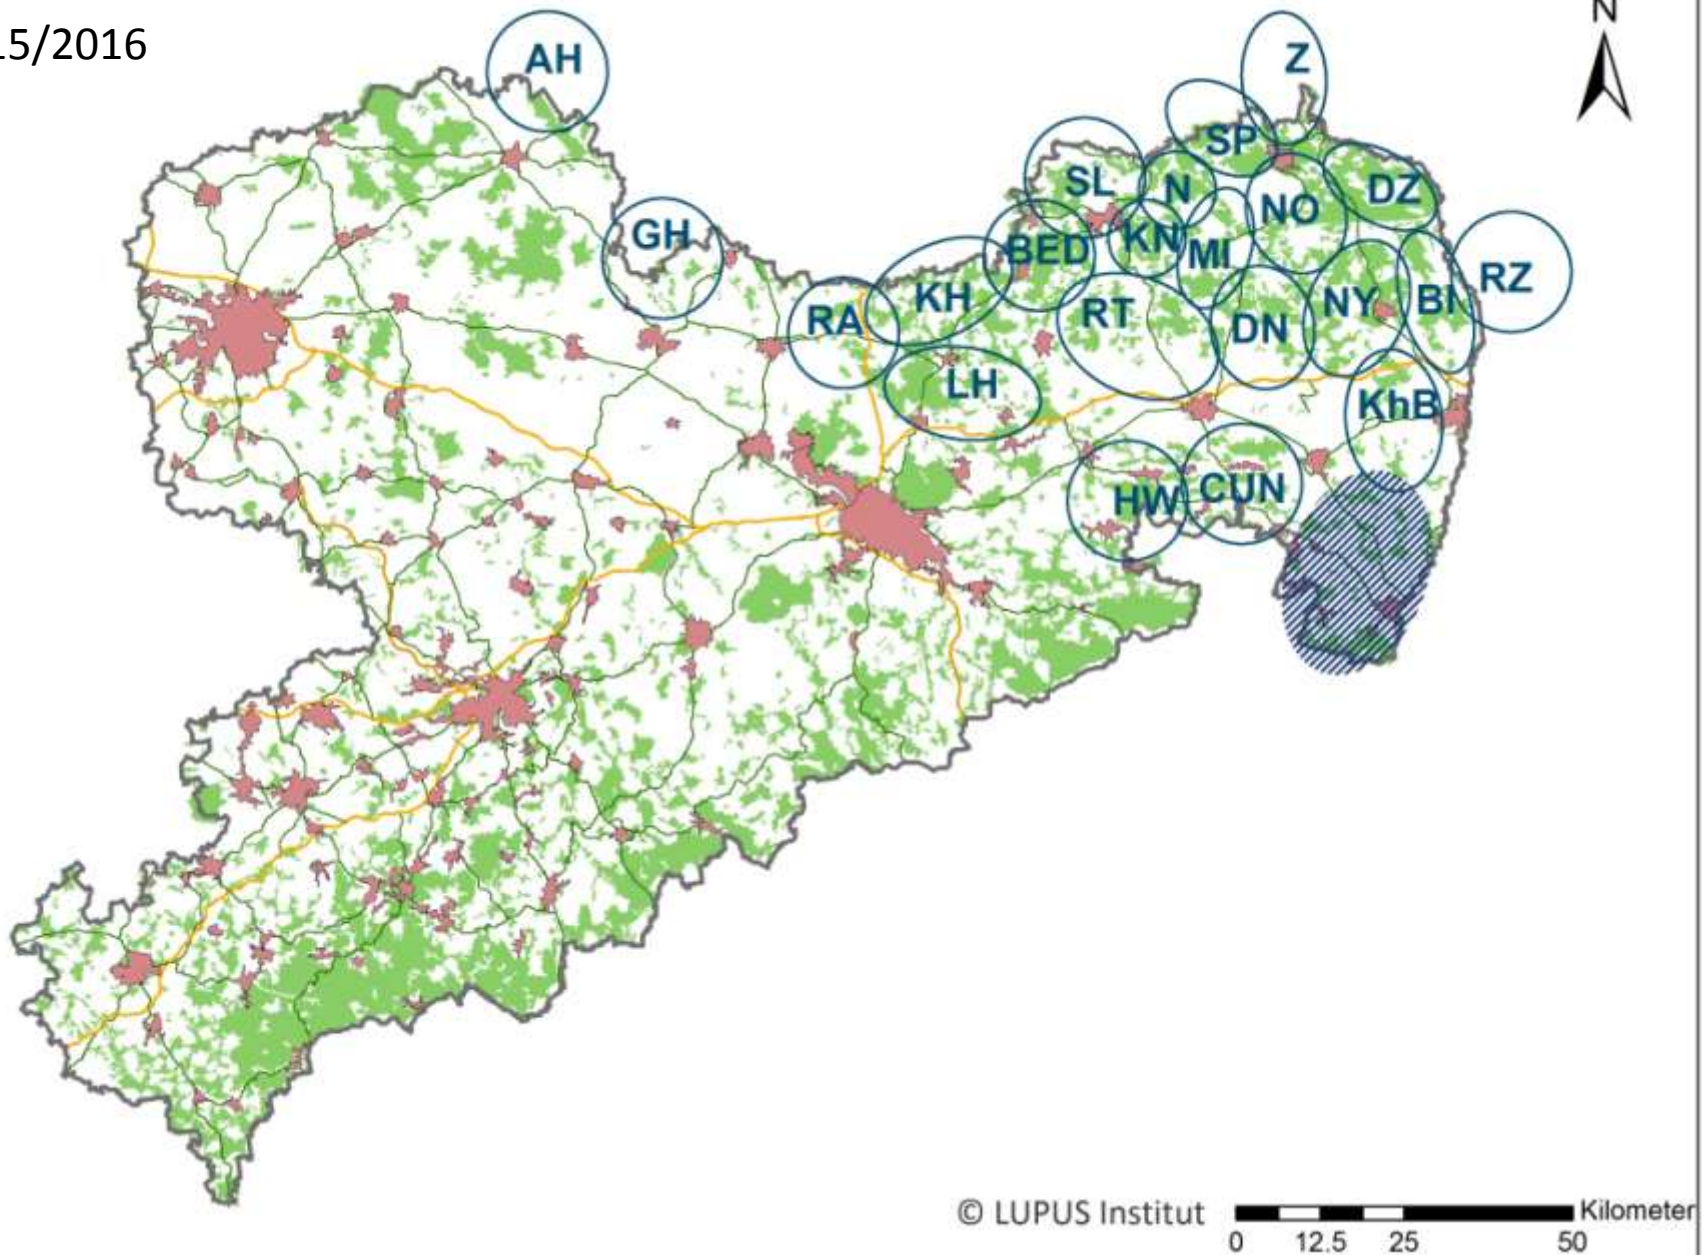 15/2016
N
AH
Z
SP
SL
N
DZ
NO
GH
BED
KN
MI
RZ
KH
NY
BI
RA
RT
DN
LH
KhB
HW
CUN
© LUPUS Institut
Kilometer
0 12.5 25 50